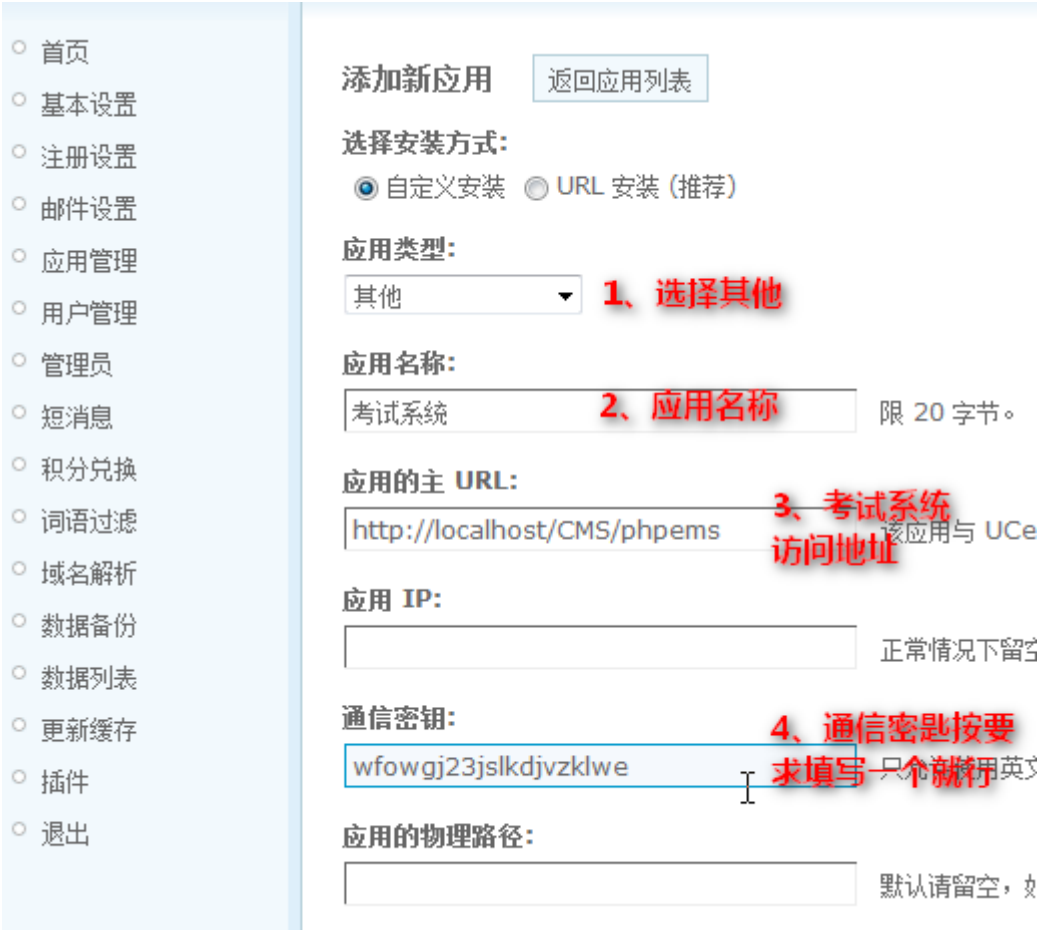 首页
基本设置
注册设置
邮件设置
应用管理
用户管理
管理员
短消息
积分兑换
词语过滤
域名解析
数据备份
数据列表
更新缓存
插件
退出
添加新应用 返回应用列表
选择安装方式:
自定义安装 URL 安装 (推荐)
应用类型:
其他 1、选择其他
应用名称:
考试系统 2、应用名称 限 20 字节。
应用的主 URL:
3、考试系统
http://localhost/CMS/phpems 该应用与 UCe
访问地址
应用 IP:
正常情况下留空
通信密钥:
4、通信密匙按要
wfowgj23jslkdjvzklwe 只允许使用英文
求填写一个就行
应用的物理路径:
默认请留空，如